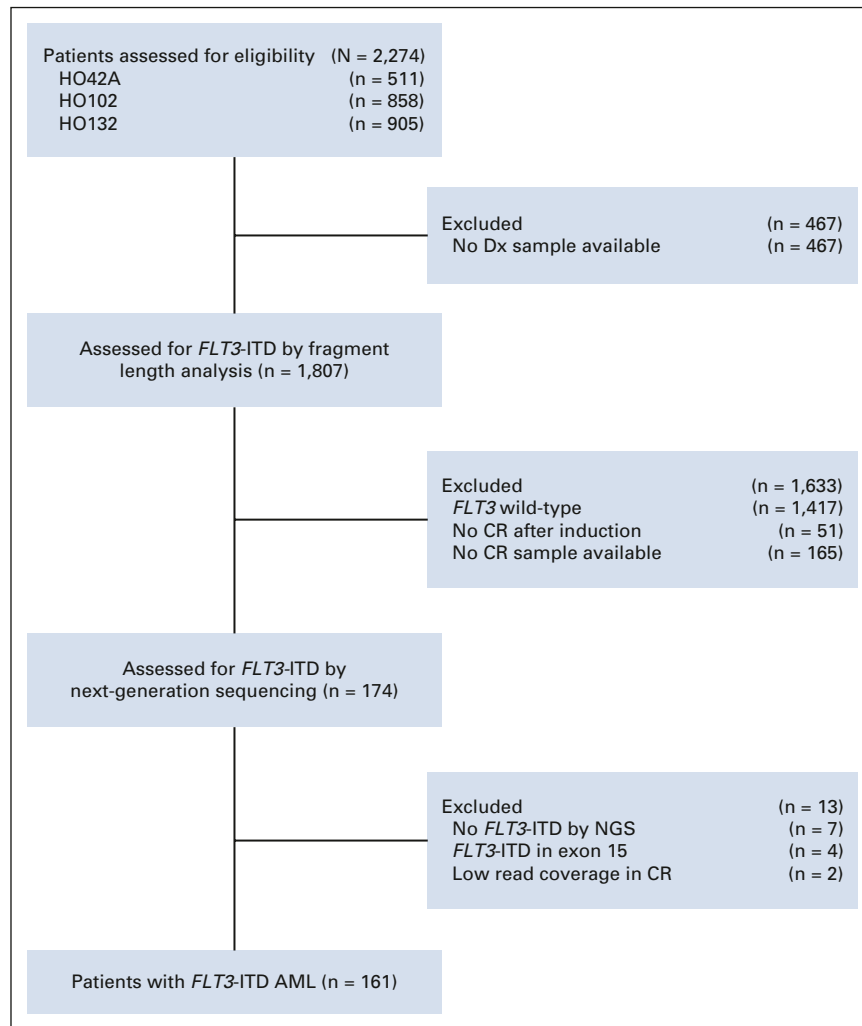 Patients assessed for eligibility (N = 2,274)
HO42A (n = 511)
HO102 (n = 858)
HO132 (n = 905)
Excluded (n = 467)
No Dx sample available (n = 467)
Assessed for FLT3-ITD by fragment
length analysis (n = 1,807)
Excluded (n = 1,633)
FLT3 wild-type (n = 1,417)
No CR after induction (n = 51)
No CR sample available (n = 165)
Assessed for FLT3-ITD by
next-generation sequencing (n = 174)
Excluded (n = 13)
No FLT3-ITD by NGS (n = 7)
FLT3-ITD in exon 15 (n = 4)
Low read coverage in CR (n = 2)
Patients with FLT3-ITD AML (n = 161)